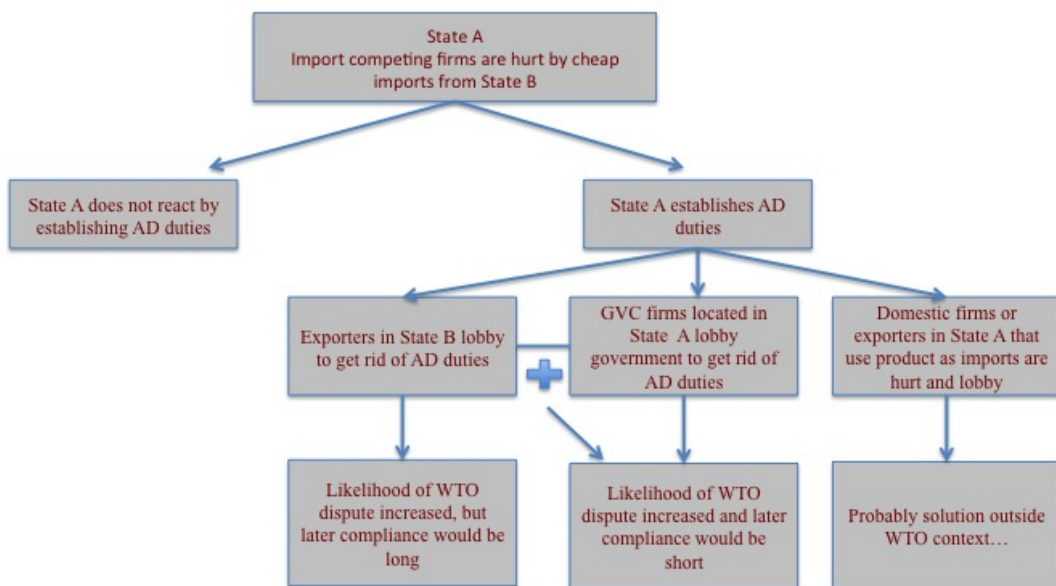 State A
Import competing firms are hurt by cheap
imports from State B
State A does not react by
establishing AD duties
State A establishes AD
duties
Exporters in State B lobby
to get rid of AD duties
GVC firms located in
State A lobby
government to get rid of
AD duties
Domestic firms or
exporters in State A that
use product as imports are
hurt and lobby
Likelihood of WTO
dispute increased, but
later compliance would be
long
Likelihood of WTO
dispute increased and later
compliance would be
short
Probably solution outside
WTO context…